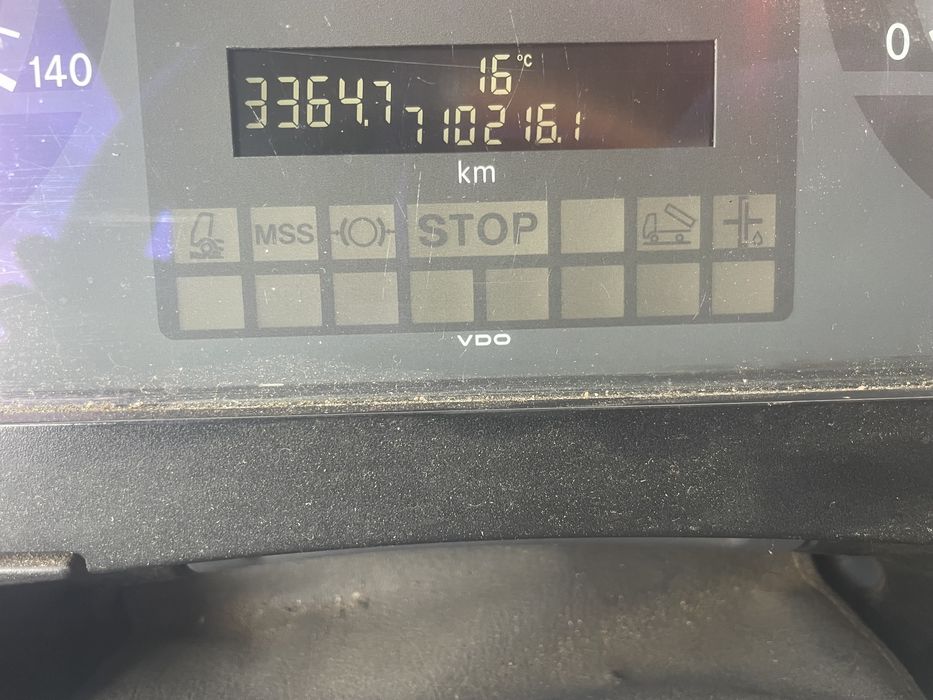 140
0
16°C
3364.7
710216.1
km
MSS
STOP
VDO